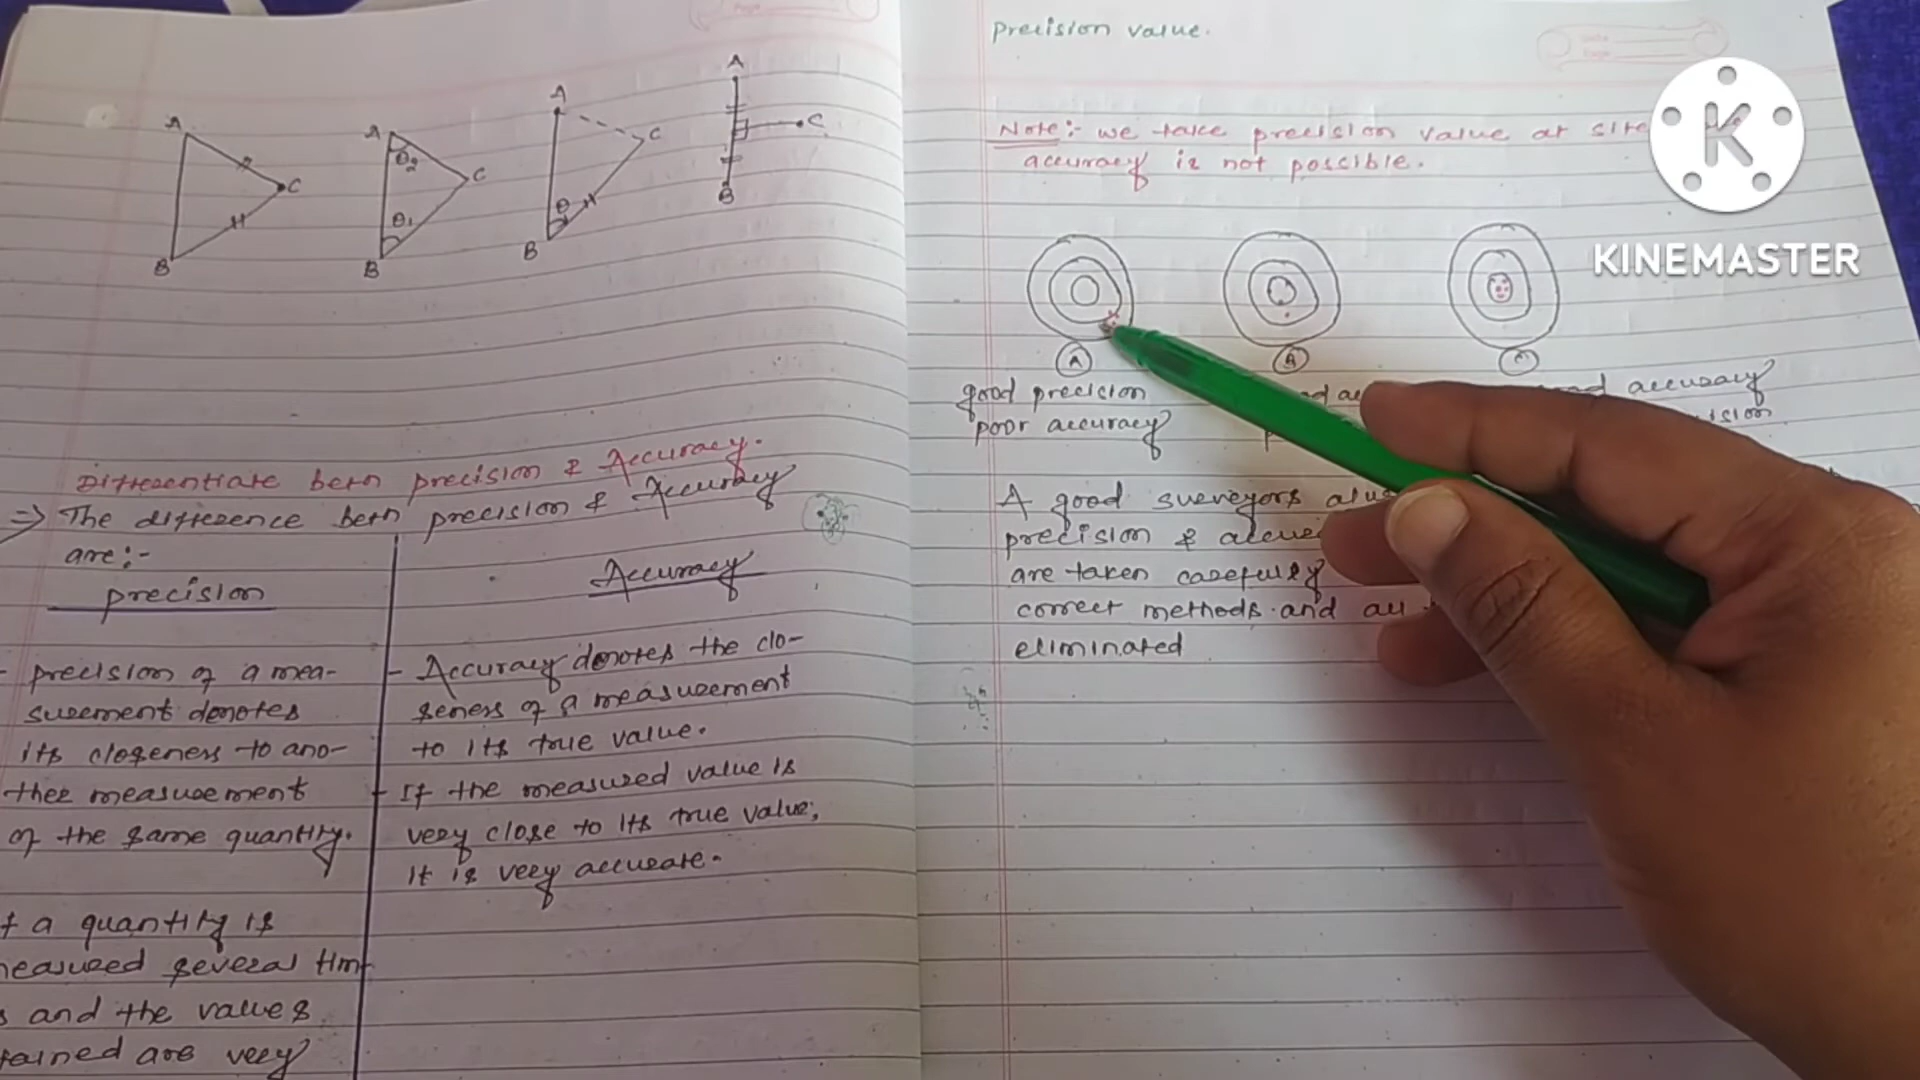 A
C
B
A
θ2
C
θ1
B
A
C
θ
B
A
C
B
Differentiate betn precision & Accuracy.
=> The difference betn precision & Accuracy
are:-
precision
- precision of a mea-
surement denotes
its closeness to ano-
ther measurement
of the same quantity.
a quantity is
measured several tim-
and the values
are very
Accuracy
- Accuracy denotes the clo-
seness of a measurement
to its true value.
- If the measured value is
very close to its true value,
it is very accurate.
precision value.
Note:- we take precision value at site
accuracy is not possible.
A
B
C
good precision
poor accuracy
accuracy
A good surveyors
precision &
are taken carefully
correct methods and
eliminated
K
KINEMASTER